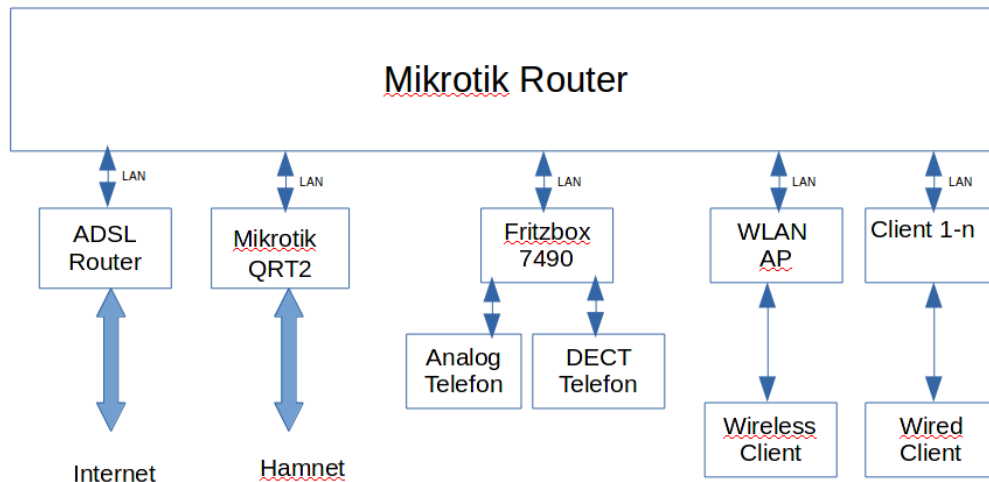 Mikrotik Router
LAN
LAN
LAN
LAN
LAN
ADSL
Router
Mikrotik
QRT2
Fritzbox
7490
WLAN
AP
Client 1-n
Analog
Telefon
DECT
Telefon
Wireless
Client
Wired
Client
Internet
Hamnet